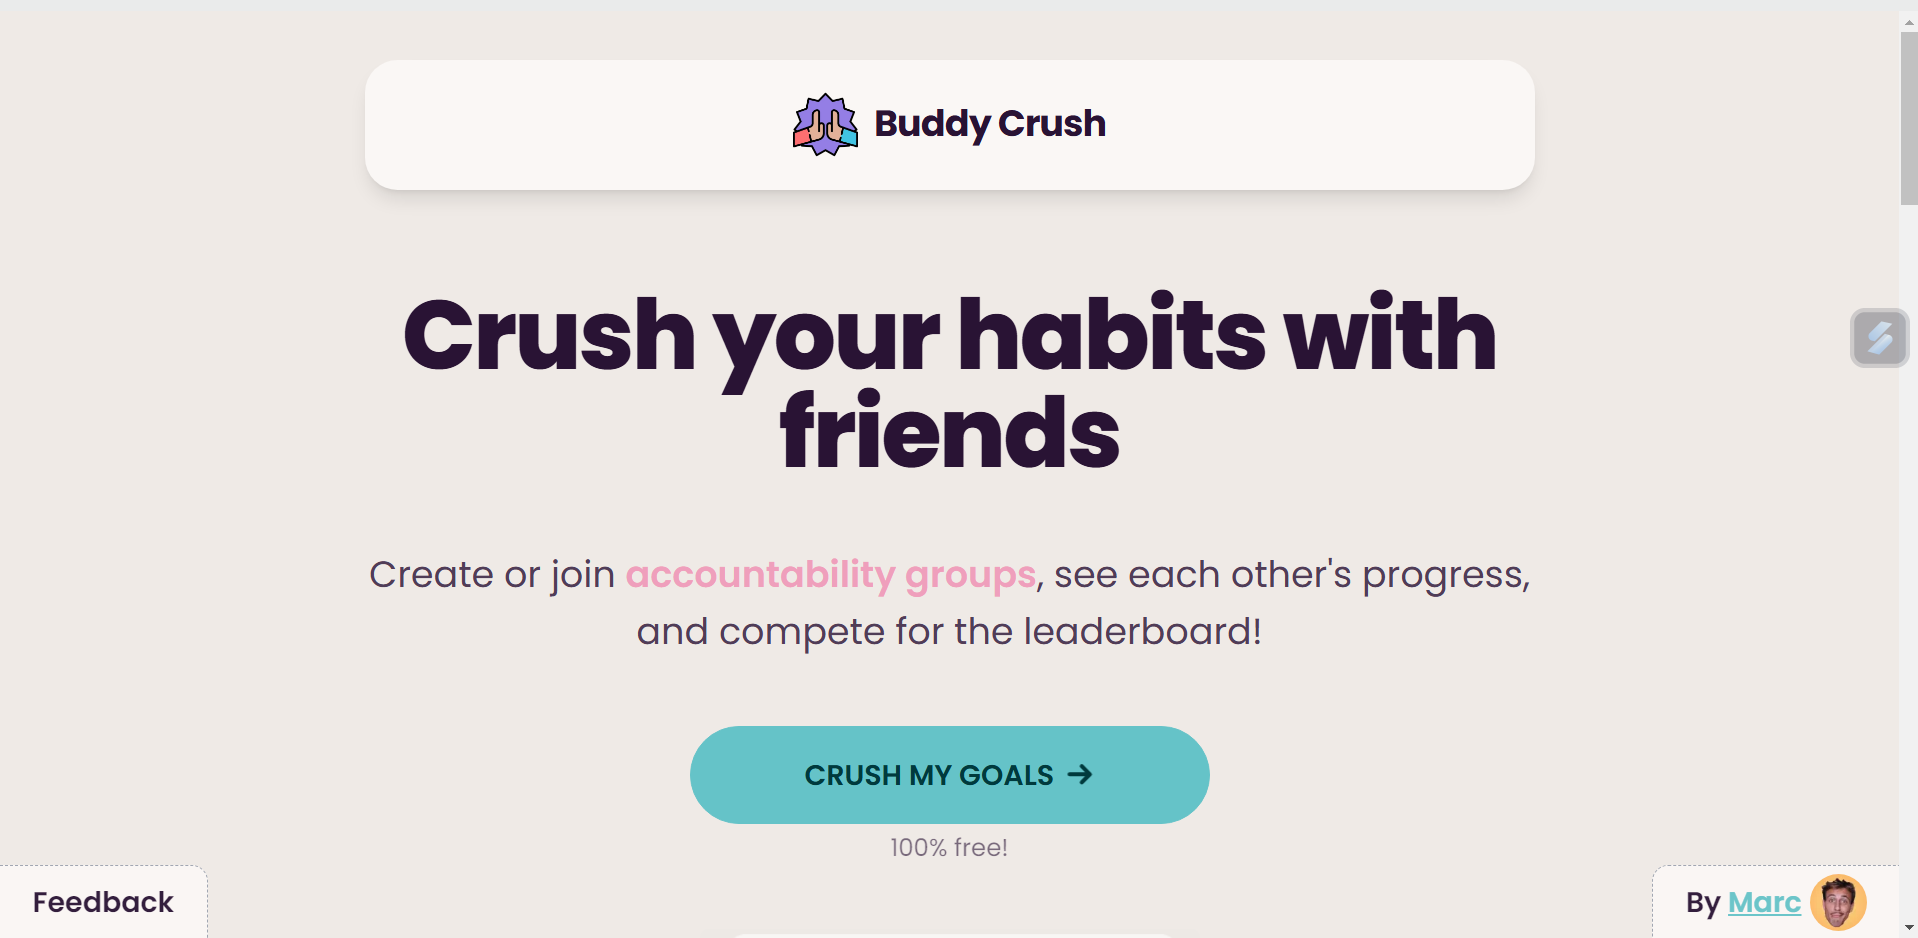 Buddy Crush
Crush your habits with
friends
Create or join accountability groups, see each other's progress,
and compete for the leaderboard!
CRUSH MY GOALS →
100% free!
Feedback
By Marc